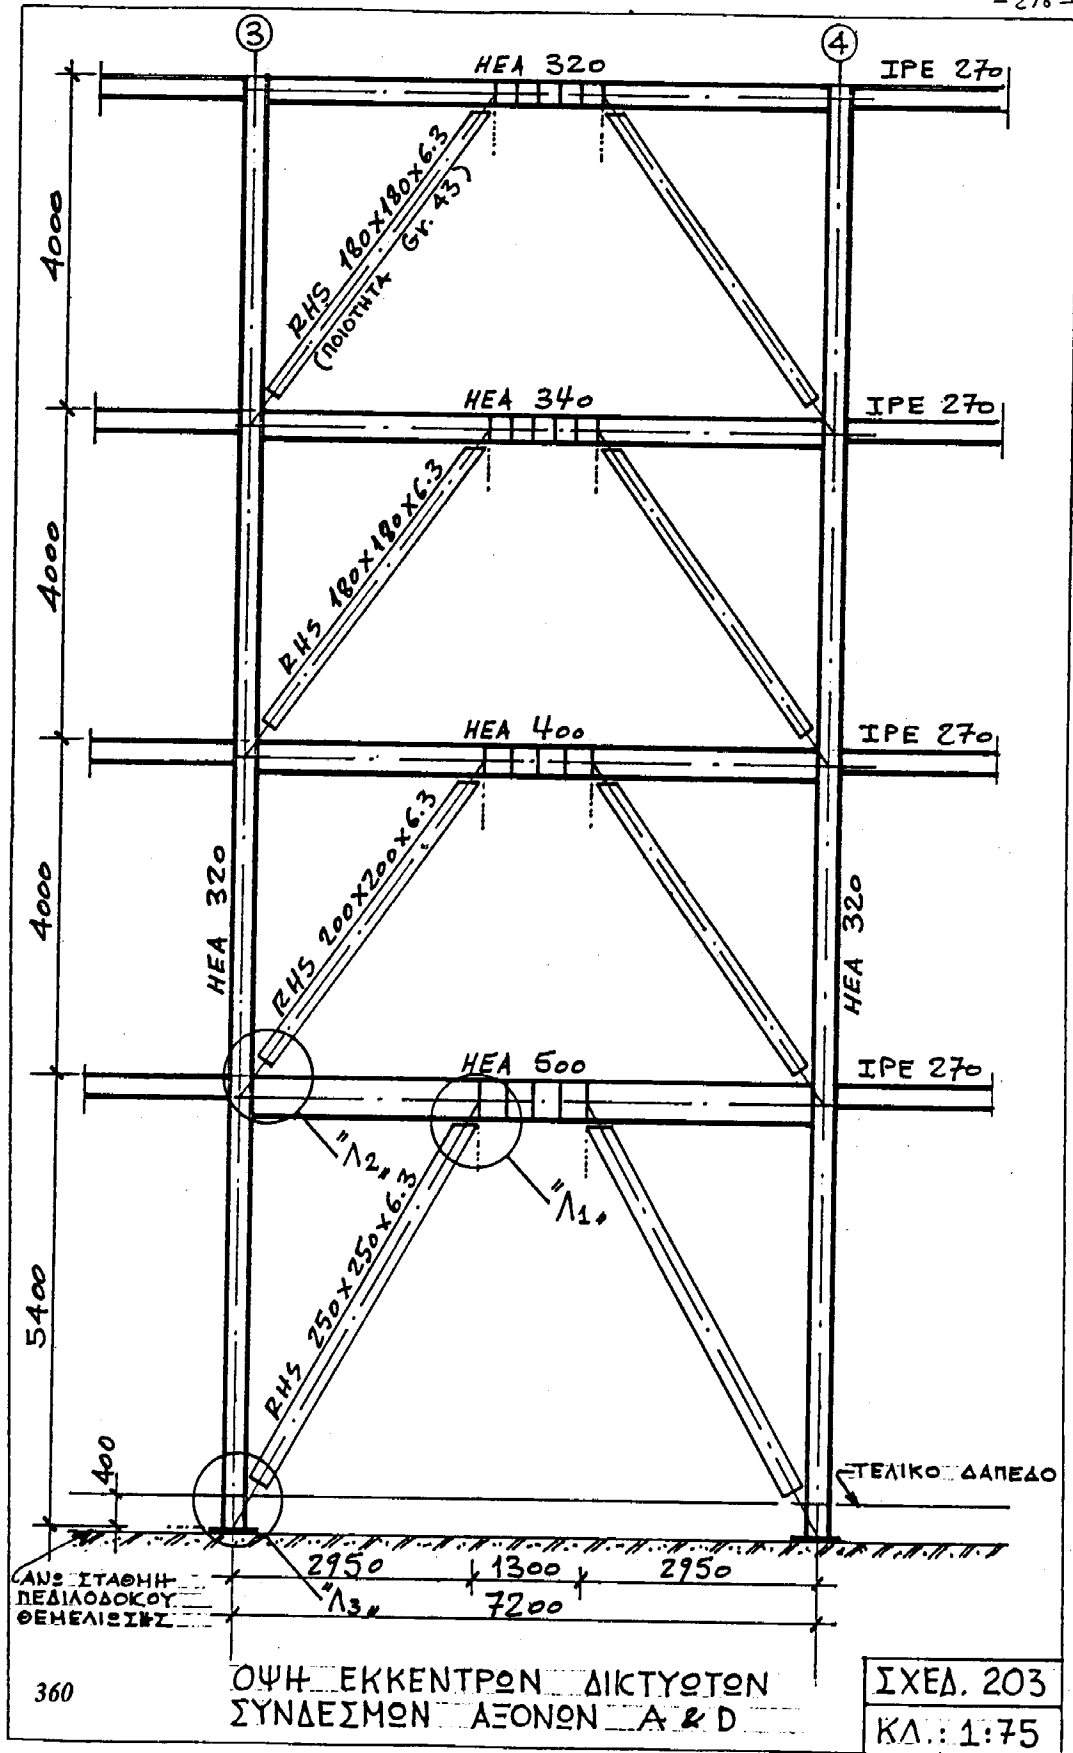 - 276 -
3
4
HEA 320
IPE 270
4000
RHS 180x180x6.3
(ΠΟΙΟΤΗΤΑ Gr. 43)
HEA 340
IPE 270
4000
RHS 180x180x6.3
HEA 400
IPE 270
4000
HEA 320
RHS 200x200x6.3
HEA 320
HEA 500
IPE 270
"Λ2"
"Λ1"
5400
RHS 250x250x6.3
400
ΤΕΛΙΚΟ ΔΑΠΕΔΟ
ΑΝΩ ΣΤΑΘΜΗ
ΠΕΔΙΛΟΔΟΚΟΥ
ΘΕΜΕΛΙΩΣΗΣ
2950
1300
2950
"Λ3"
7200
360
ΟΨΗ ΕΚΚΕΝΤΡΩΝ ΔΙΚΤΥΩΤΩΝ
ΣΥΝΔΕΣΜΩΝ ΑΞΟΝΩΝ A & D
ΣΧΕΔ. 203
ΚΛ.: 1:75